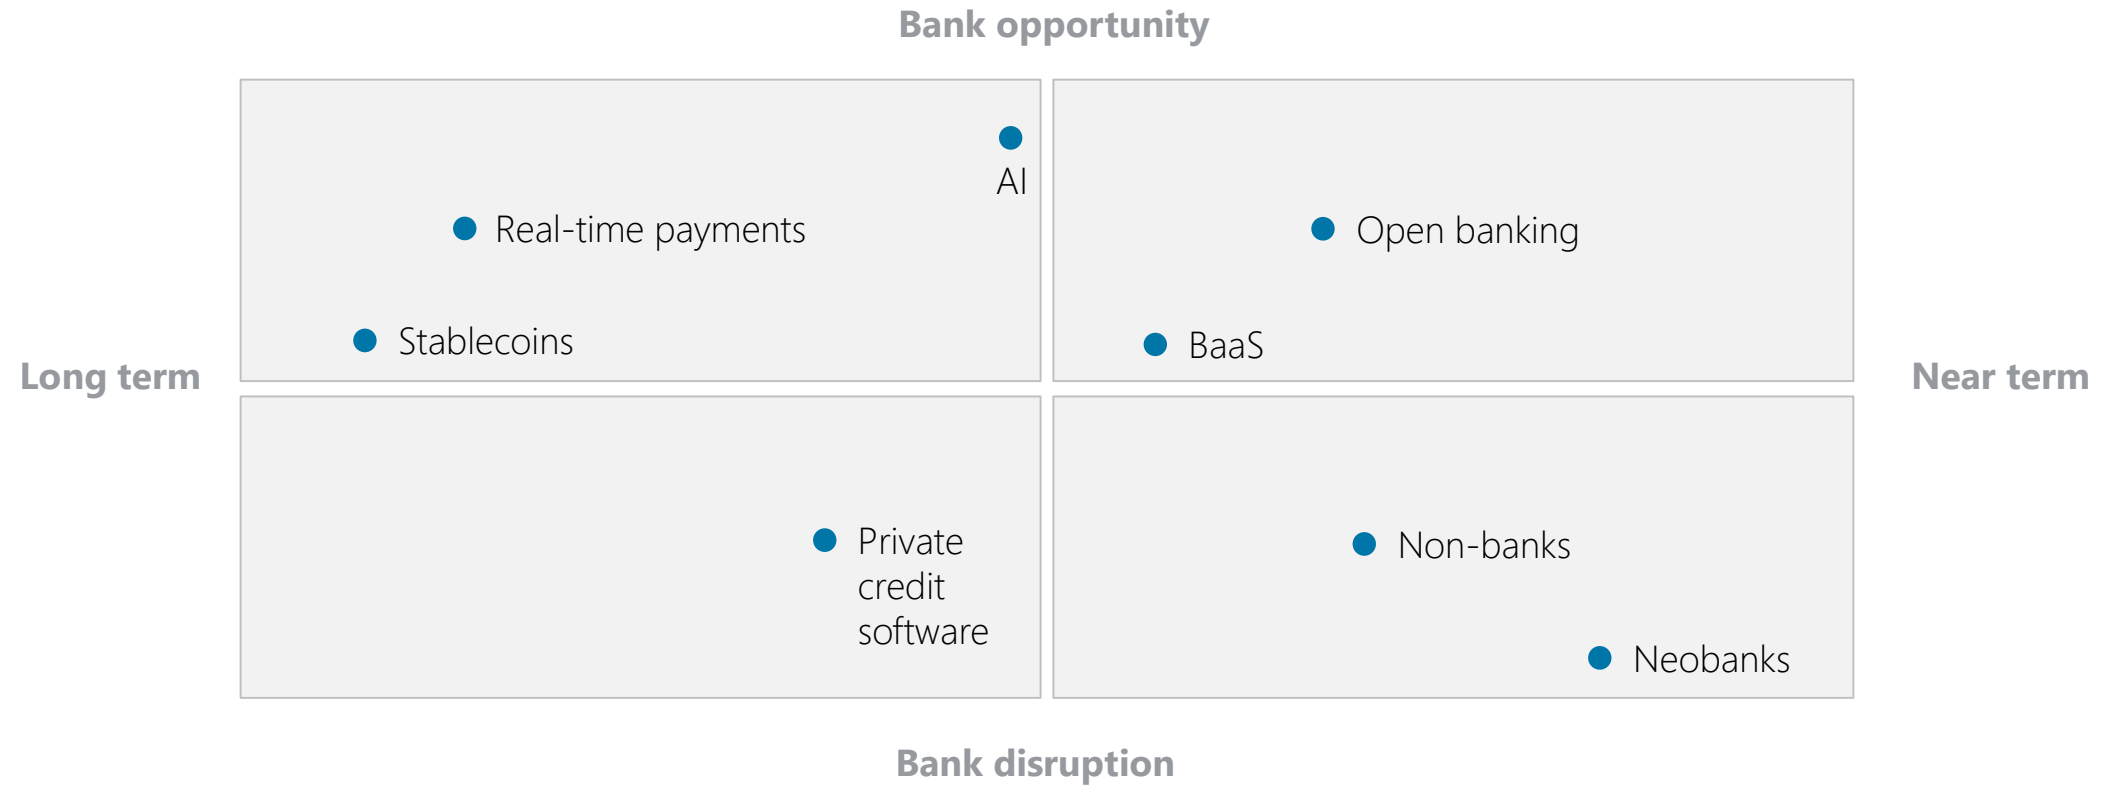 Bank opportunity
AI
Real-time payments
Open banking
Stablecoins
BaaS
Long term
Near term
Private
credit
software
Non-banks
Neobanks
Bank disruption